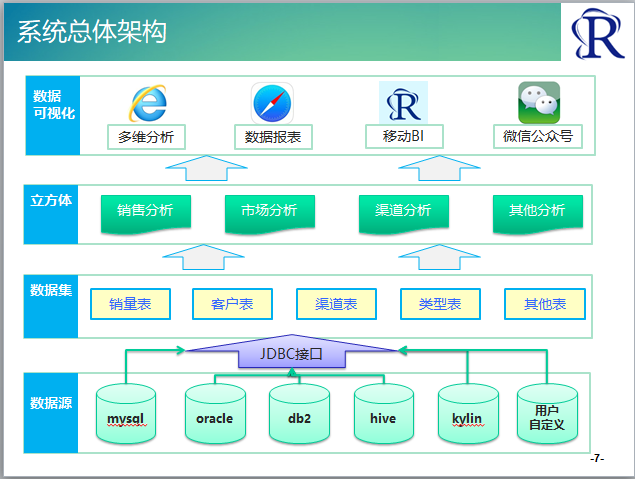 系统总体架构
R
数据
可视化
多维分析
数据报表
R
移动BI
微信公众号
立方体
销售分析
市场分析
渠道分析
其他分析
数据集
销量表
客户表
渠道表
类型表
其他表
JDBC接口
数据源
mysql
oracle
db2
hive
kylin
用户
自定义
-7-